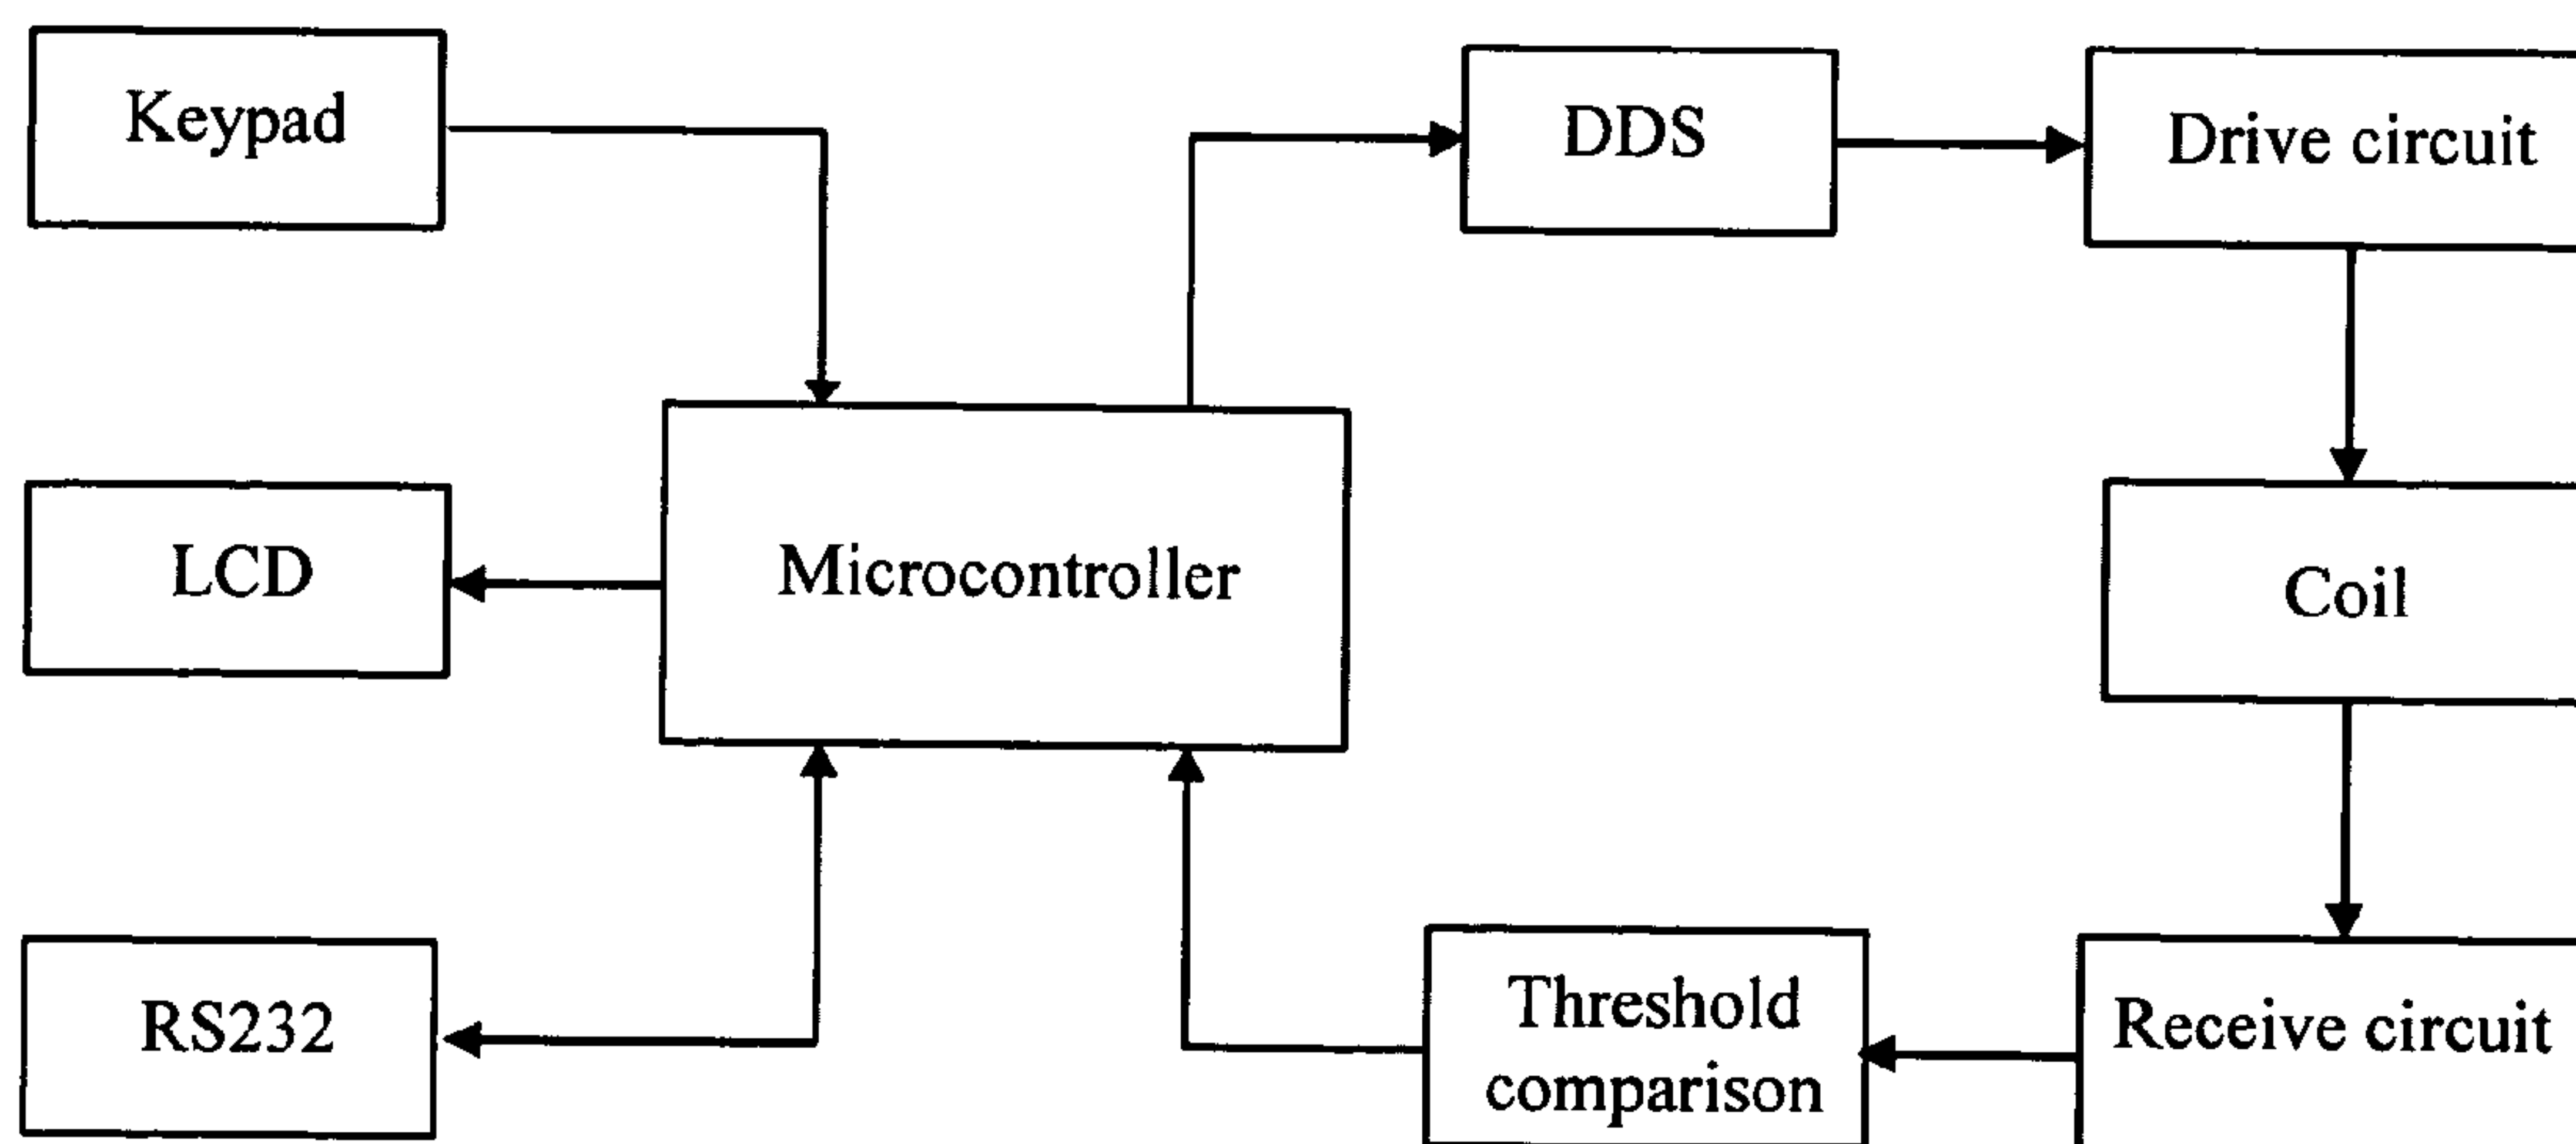 Keypad
DDS
Drive circuit
LCD
Microcontroller
Coil
RS232
Threshold
comparison
Receive circuit